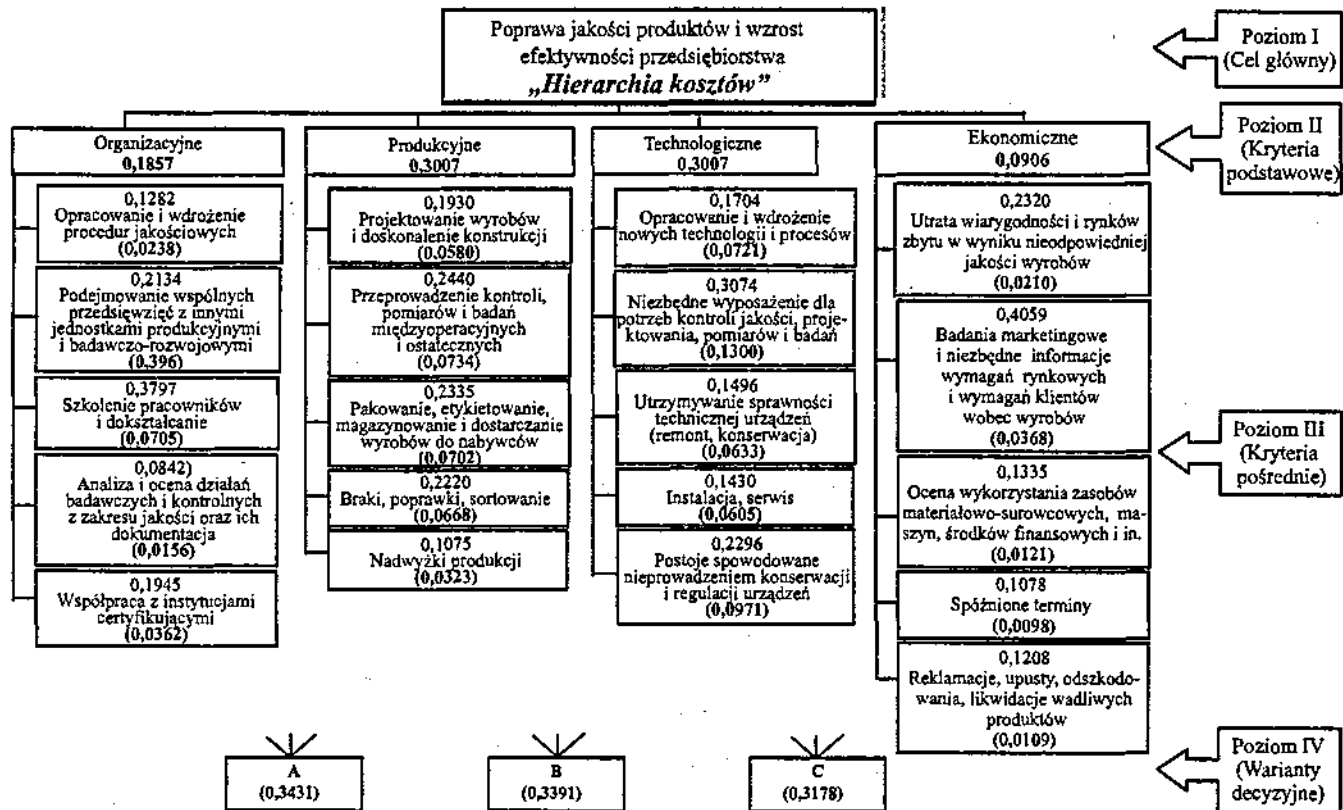 Poprawa jakości produktów i wzrost
efektywności przedsiębiorstwa
„Hierarchia kosztów”
Poziom I
(Cel główny)
Organizacyjne
0,1857
Produkcyjne
0,3007
Technologiczne
0,3007
Ekonomiczne
0,0906
Poziom II
(Kryteria
podstawowe)
0,1282
Opracowanie i wdrożenie
procedur jakościowych
(0,0238)
0,2134
Podejmowanie wspólnych
przedsięwzięć z innymi
jednostkami produkcyjnymi
i badawczo-rozwojowymi
(0,396)
0,3797
Szkolenie pracowników
i dokształcanie
(0,0705)
0,0842)
Analiza i ocena działań
badawczych i kontrolnych
z zakresu jakości oraz ich
dokumentacja
(0,0156)
0,1945
Współpraca z instytucjami
certyfikującymi
(0,0362)
0,1930
Projektowanie wyrobów
i doskonalenie konstrukcji
(0,0580)
0,2440
Przeprowadzenie kontroli,
pomiarów i badań
międzyoperacyjnych
i ostatecznych
(0,0734)
0,2335
Pakowanie, etykietowanie,
magazynowanie i dostarczanie
wyrobów do nabywców
(0,0702)
0,2220
Braki, poprawki, sortowanie
(0,0668)
0,1075
Nadwyżki produkcji
(0,0323)
0,1704
Opracowanie i wdrożenie
nowych technologii i procesów
(0,0721)
0,3074
Niezbędne wyposażenie dla
potrzeb kontroli jakości, proje-
ktowania, pomiarów i badań
(0,1300)
0,1496
Utrzymywanie sprawności
technicznej urządzeń
(remont, konserwacja)
(0,0633)
0,1430
Instalacja, serwis
(0,0605)
0,2296
Postoje spowodowane
nieprowadzeniem konserwacji
i regulacji urządzeń
(0,0971)
0,2320
Utrata wiarygodności i rynków
zbytu w wyniku nieodpowiedniej
jakości wyrobów
(0,0210)
0,4059
Badania marketingowe
i niezbędne informacje
wymagań rynkowych
i wymagań klientów
wobec wyrobów
(0,0368)
0,1335
Ocena wykorzystania zasobów
materiałowo-surowcowych, ma-
szyn, środków finansowych i in.
(0,0121)
0,1078
Spóźnione terminy
(0,0098)
0,1208
Reklamacje, upusty, odszkodo-
wania, likwidacje wadliwych
produktów
(0,0109)
Poziom III
(Kryteria
pośrednie)
A
(0,3431)
B
(0,3391)
C
(0,3178)
Poziom IV
(Warianty
decyzyjne)